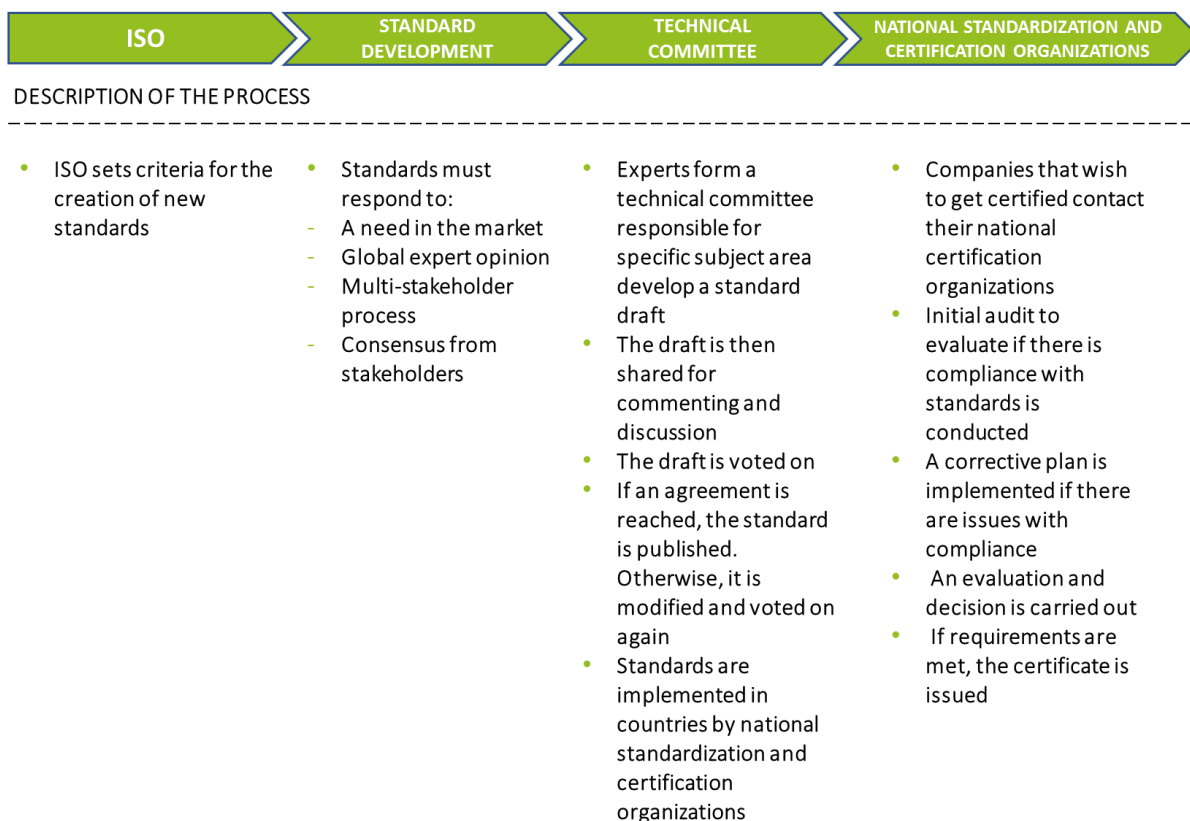 ISO
STANDARD
DEVELOPMENT
TECHNICAL
COMMITTEE
NATIONAL STANDARDIZATION AND
CERTIFICATION ORGANIZATIONS
DESCRIPTION OF THE PROCESS
• ISO sets criteria for the
creation of new
standards
• Standards must
respond to:
- A need in the market
- Global expert opinion
- Multi-stakeholder
process
- Consensus from
stakeholders
• Experts form a
technical committee
responsible for
specific subject area
develop a standard
draft
• The draft is then
shared for
commenting and
discussion
• The draft is voted on
• If an agreement is
reached, the standard
is published.
Otherwise, it is
modified and voted on
again
• Standards are
implemented in
countries by national
standardization and
certification
organizations
• Companies that wish
to get certified contact
their national
certification
organizations
• Initial audit to
evaluate if there is
compliance with
standards is
conducted
• A corrective plan is
implemented if there
are issues with
compliance
• An evaluation and
decision is carried out
• If requirements are
met, the certificate is
issued